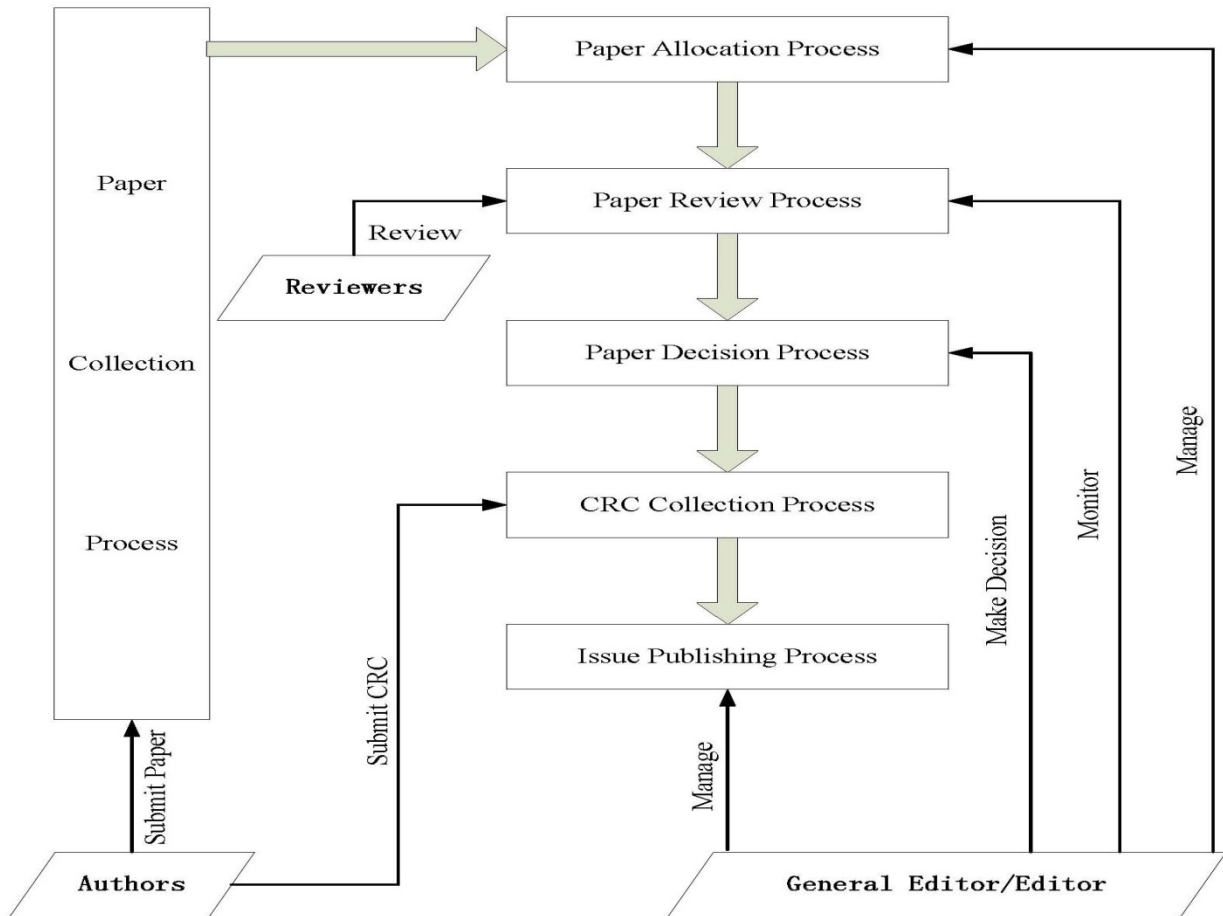 Paper Allocation Process
Paper
Paper Review Process
Review
Reviewers
Paper Decision Process
Collection
Manage
Monitor
CRC Collection Process
Process
Make Decision
Issue Publishing Process
Submit CRC
Submit Paper
Manage
Authors
General Editor/Editor